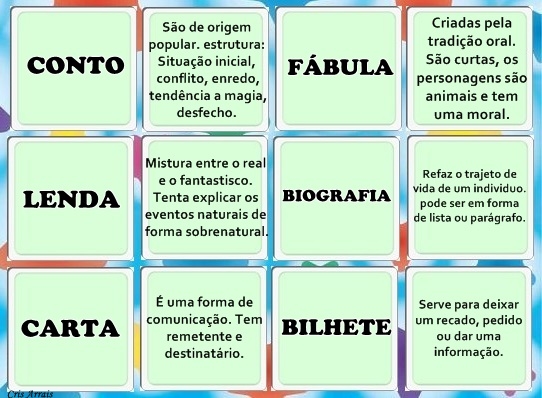 CONTO
São de origem
popular. estrutura:
Situação inicial,
conflito, enredo,
tendência a magia,
desfecho.
FÁBULA
Criadas pela
tradição oral.
São curtas, os
personagens são
animais e tem
uma moral.
LENDA
Mistura entre o real
e o fantastisco.
Tenta explicar os
eventos naturais de
forma sobrenatural.
BIOGRAFIA
Refaz o trajeto de
vida de um individuo.
pode ser em forma
de lista ou parágrafo.
CARTA
É uma forma de
comunicação. Tem
remetente e
destinatário.
BILHETE
Serve para deixar
um recado, pedido
ou dar uma
informação.
Cris Arrais